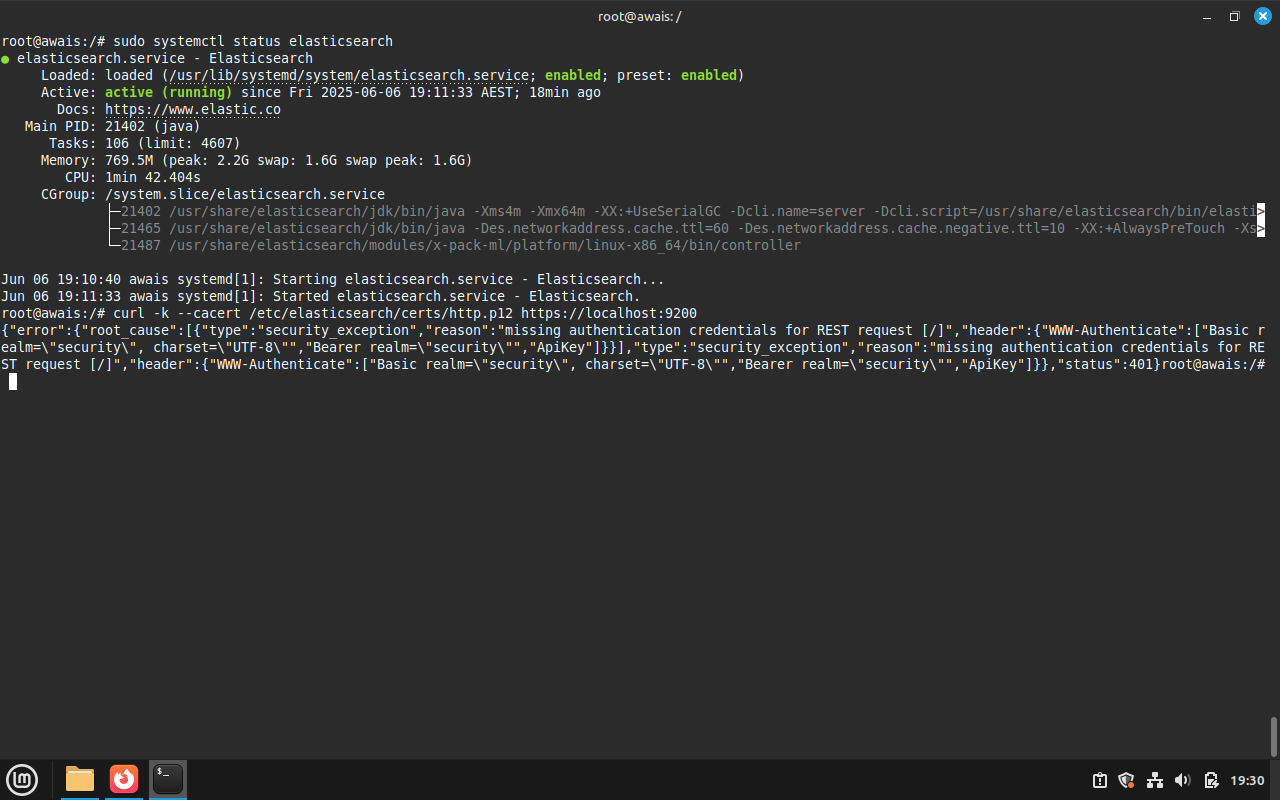 root@awais: /
root@awais:/# sudo systemctl status elasticsearch
● elasticsearch.service - Elasticsearch
     Loaded: loaded (/usr/lib/systemd/system/elasticsearch.service; enabled; preset: enabled)
     Active: active (running) since Fri 2025-06-06 19:11:33 AEST; 18min ago
       Docs: https://www.elastic.co
   Main PID: 21402 (java)
      Tasks: 106 (limit: 4607)
     Memory: 769.5M (peak: 2.2G swap: 1.6G swap peak: 1.6G)
        CPU: 1min 42.404s
     CGroup: /system.slice/elasticsearch.service
             ├─21402 /usr/share/elasticsearch/jdk/bin/java -Xms4m -Xmx64m -XX:+UseSerialGC -Dcli.name=server -Dcli.script=/usr/share/elasticsearch/bin/elasti>
             ├─21465 /usr/share/elasticsearch/jdk/bin/java -Des.networkaddress.cache.ttl=60 -Des.networkaddress.cache.negative.ttl=10 -XX:+AlwaysPreTouch -Xs>
             └─21487 /usr/share/elasticsearch/modules/x-pack-ml/platform/linux-x86_64/bin/controller
Jun 06 19:10:40 awais systemd[1]: Starting elasticsearch.service - Elasticsearch...
Jun 06 19:11:33 awais systemd[1]: Started elasticsearch.service - Elasticsearch.
root@awais:/# curl -k --cacert /etc/elasticsearch/certs/http.p12 https://localhost:9200
{"error":{"root_cause":[{"type":"security_exception","reason":"missing authentication credentials for REST request [/]","header":{"WWW-Authenticate":["Basic r
ealm=\"security\", charset=\"UTF-8\"","Bearer realm=\"security\"","ApiKey"]}}],"type":"security_exception","reason":"missing authentication credentials for RE
ST request [/]","header":{"WWW-Authenticate":["Basic realm=\"security\", charset=\"UTF-8\"","Bearer realm=\"security\"","ApiKey"]}},"status":401}root@awais:/#
19:30